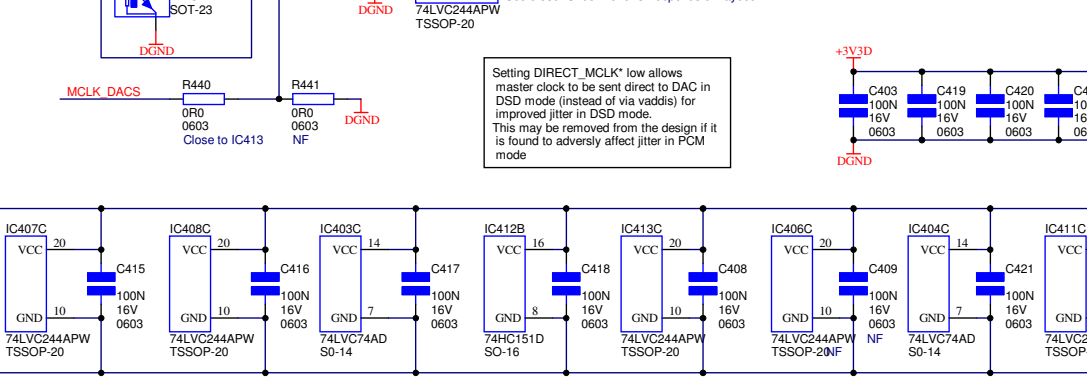 SOT-23
DGND
DGND
74LVC244APW
TSSOP-20
MCLK_DACS
R440
0R0
0603
Close to IC413
R441
0R0
0603
NF
DGND
Setting DIRECT_MCLK* low allows
master clock to be sent direct to DAC in
DSD mode (instead of via vaddis) for
improved jitter in DSD mode.
This may be removed from the design if it
is found to adversly affect jitter in PCM
mode
+3V3D
C403
100N
16V
0603
C419
100N
16V
0603
C420
100N
16V
0603
DGND
IC407C
VCC 20
GND 10
74LVC244APW
TSSOP-20
C415
100N
16V
0603
IC408C
VCC 20
GND 10
74LVC244APW
TSSOP-20
C416
100N
16V
0603
IC403C
VCC 14
GND 7
74LVC74AD
S0-14
C417
100N
16V
0603
IC412B
VCC 16
GND 8
74HC151D
SO-16
C418
100N
16V
0603
IC413C
VCC 20
GND 10
74LVC244APW
TSSOP-20
C408
100N
16V
0603
IC406C
VCC 20
GND 10
74LVC244APW
TSSOP-20
NF
C409
100N
16V
0603
NF
IC404C
VCC 14
GND 7
74LVC74AD
S0-14
C421
100N
16V
0603
IC411C
VCC
GND